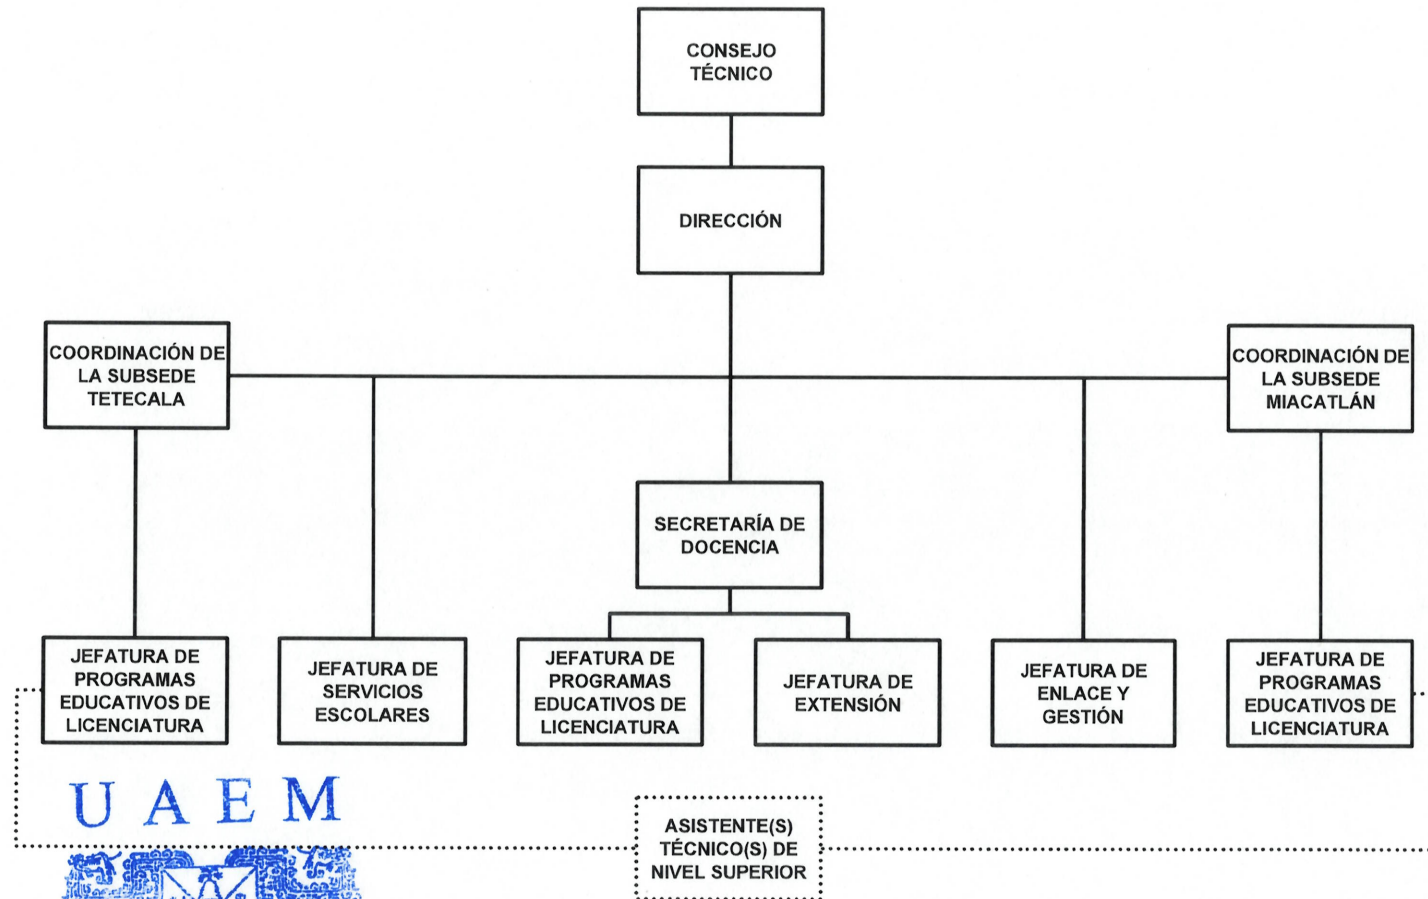 CONSEJO
TÉCNICO
DIRECCIÓN
COORDINACIÓN DE
LA SUBSEDE
TETECALA
COORDINACIÓN DE
LA SUBSEDE
MIACATLÁN
SECRETARÍA DE
DOCENCIA
JEFATURA DE
PROGRAMAS
EDUCATIVOS DE
LICENCIATURA
JEFATURA DE
SERVICIOS
ESCOLARES
JEFATURA DE
PROGRAMAS
EDUCATIVOS DE
LICENCIATURA
JEFATURA DE
EXTENSIÓN
JEFATURA DE
ENLACE Y
GESTIÓN
JEFATURA DE
PROGRAMAS
EDUCATIVOS DE
LICENCIATURA
UAEM
ASISTENTE(S)
TÉCNICO(S) DE
NIVEL SUPERIOR